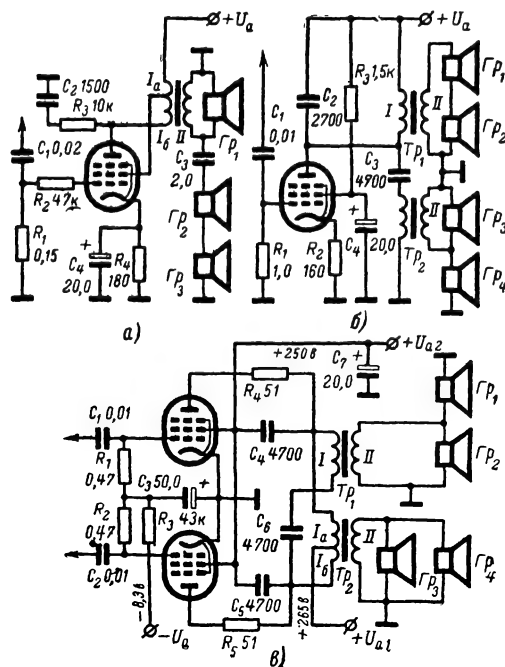 +Uа
C2 1500
R3 10к
Iа
Iб
II
Гр1
C1 0,02
C3
2,0
R2 47к
Гр2
R1
0,15
C4
20,0
+
R4
180
Гр3
а)
+Uа
C1
0,01
C2
2700
R3 1,5к
I
II
Тр1
Гр1
Гр2
C3
4700
R1
1,0
R2
160
+
C4
20,0
Тр2
II
Гр3
Гр4
б)
+250в
+Uа2
R4 51
C7
20,0
+
Гр1
C1 0,01
R1
0,47
C4 4700
I
II
Тр1
Гр2
C3 50,0
+
R2
0,47
R3
43к
C6
4700
Iа
Iб
II
Тр2
Гр3
Гр4
C2 0,01
C5 4700
-8,3в
R5 51
+265в
+Uа1
в)